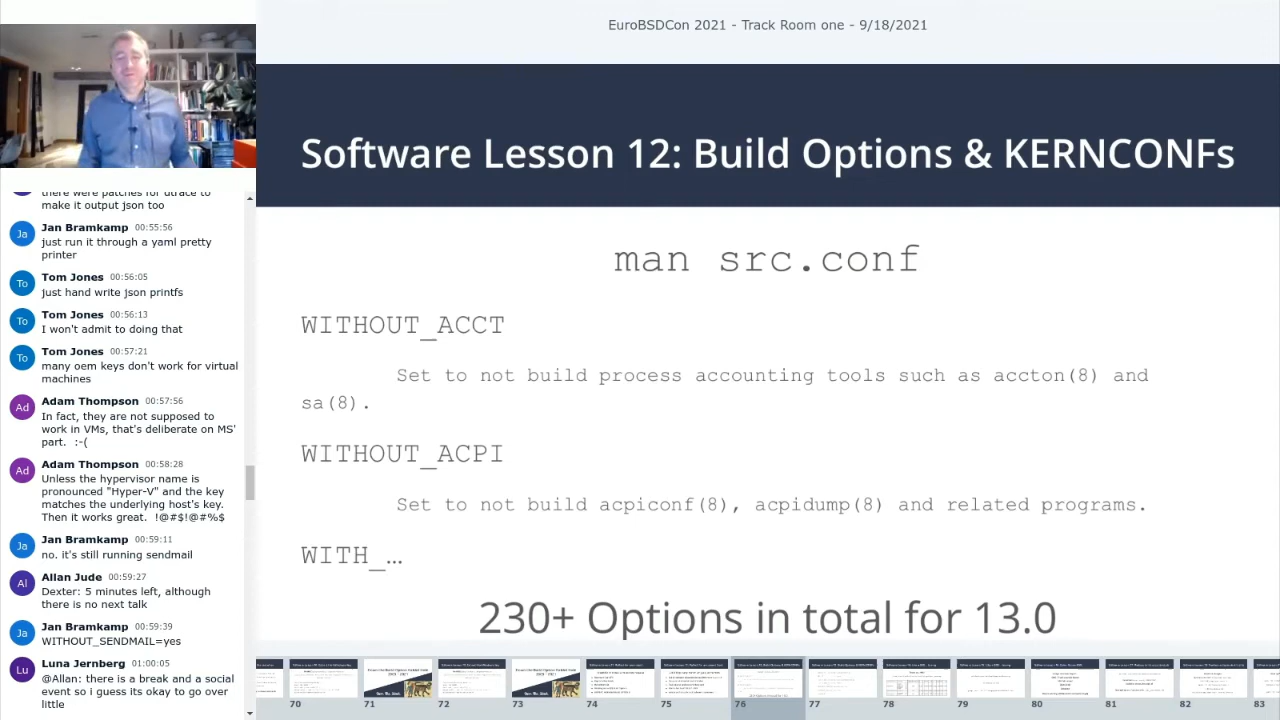 EuroBSDCon 2021 - Track Room one - 9/18/2021
Software Lesson 12: Build Options & KERNCONFs
man src.conf
WITHOUT_ACCT
Set to not build process accounting tools such as accton(8) and
sa(8).
WITHOUT_ACPI
Set to not build acpiconf(8), acpidump(8) and related programs.
WITH_…
230+ Options in total for 13.0
there were patches for dtrace to
make it output json too
Ja
Jan Bramkamp 00:55:56
just run it through a yaml pretty
printer
To
Tom Jones 00:56:05
just hand write json printfs
To
Tom Jones 00:56:13
I won't admit to doing that
To
Tom Jones 00:57:21
many oem keys don't work for virtual
machines
Ad
Adam Thompson 00:57:56
In fact, they are not supposed to
work in VMs, that's deliberate on MS'
part. :-(
Ad
Adam Thompson 00:58:28
Unless the hypervisor name is
pronounced "Hyper-V" and the key
matches the underlying host's key.
Then it works great. !@#$!@#%$
Ja
Jan Bramkamp 00:59:11
no. it's still running sendmail
Al
Allan Jude 00:59:27
Dexter: 5 minutes left, although
there is no next talk
Ja
Jan Bramkamp 00:59:39
WITHOUT_SENDMAIL=yes
Lu
Luna Jernberg 01:00:05
@Allan: there is a break and a social
event so i guess its okay to go over
little
70 71 72 73 74 75 76 77 78 79 80 81 82 83